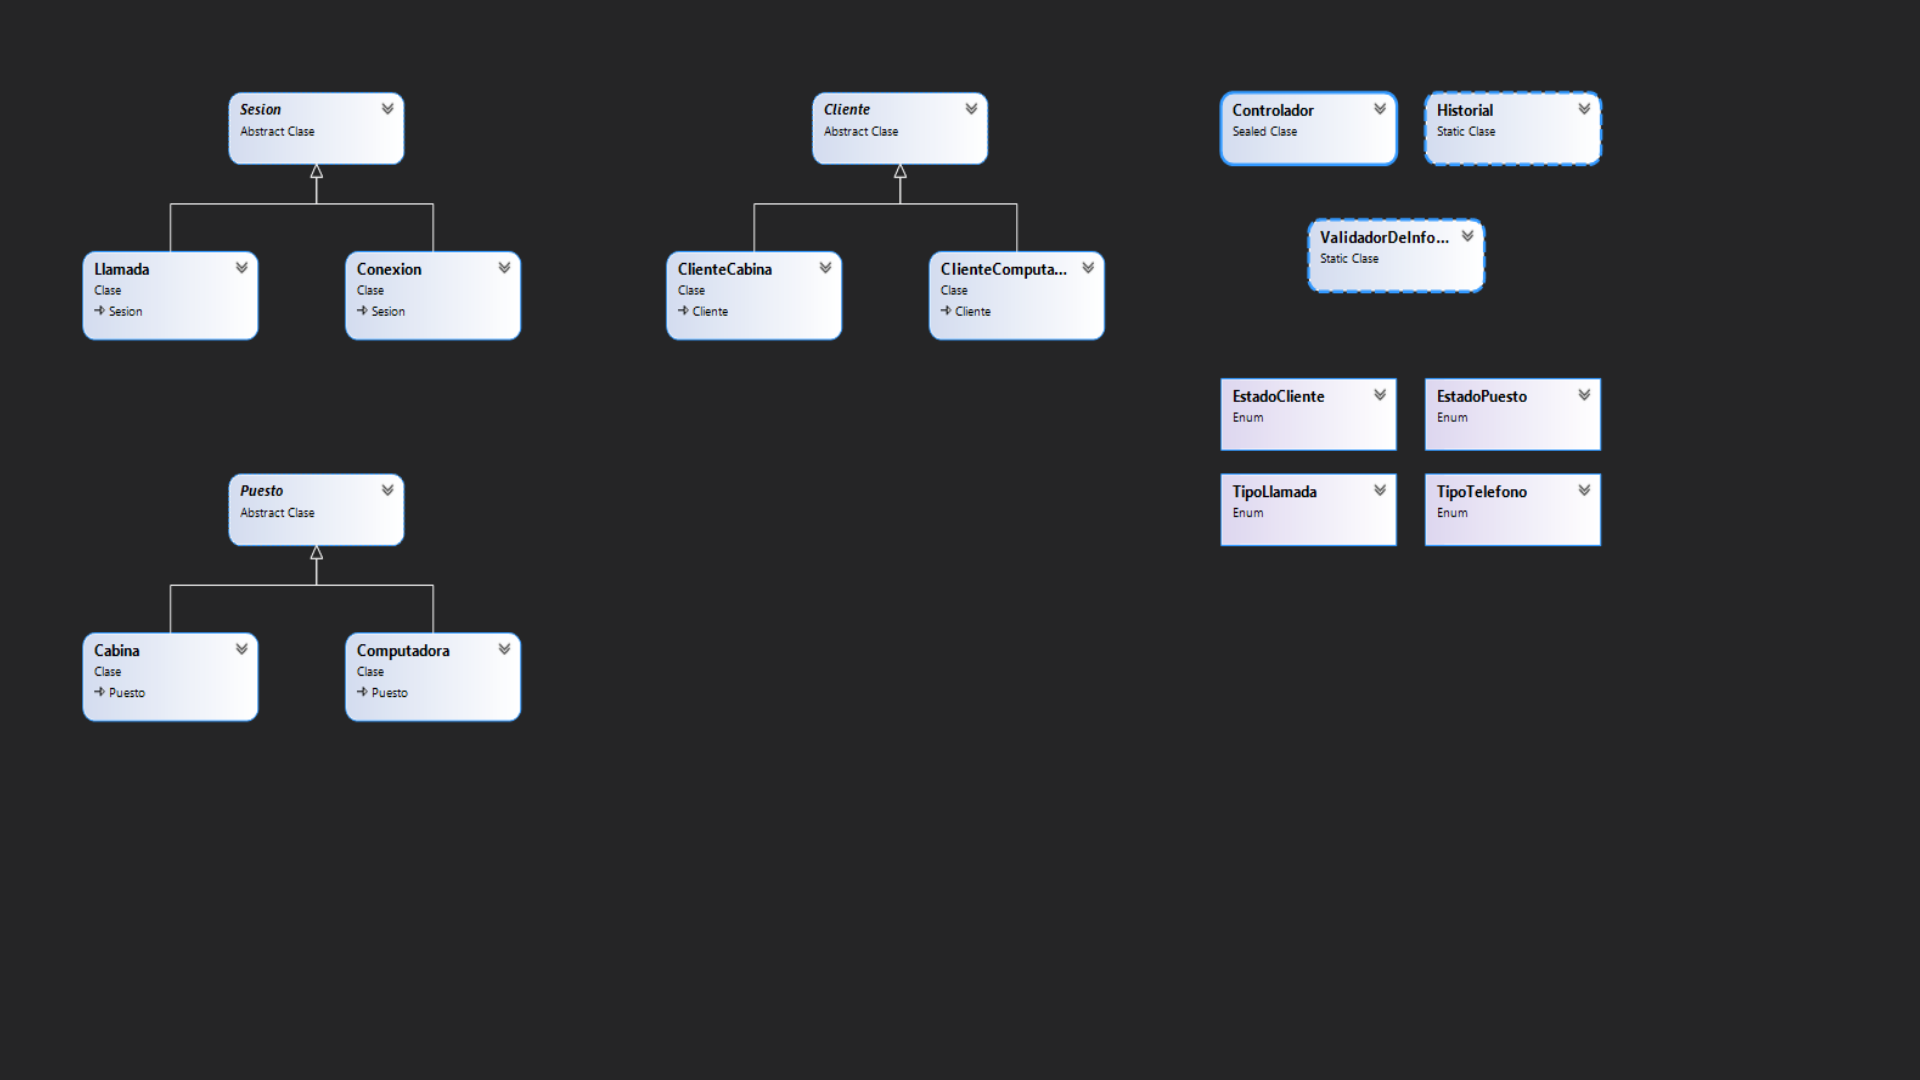 Sesion
Abstract Clase
Llamada
Clase
Sesion
Conexion
Clase
Sesion
Cliente
Abstract Clase
ClienteCabina
Clase
Cliente
ClienteComputa...
Clase
Cliente
Controlador
Sealed Clase
Historial
Static Clase
ValidadorDeInfo...
Static Clase
EstadoCliente
Enum
EstadoPuesto
Enum
TipoLlamada
Enum
TipoTelefono
Enum
Puesto
Abstract Clase
Cabina
Clase
Puesto
Computadora
Clase
Puesto